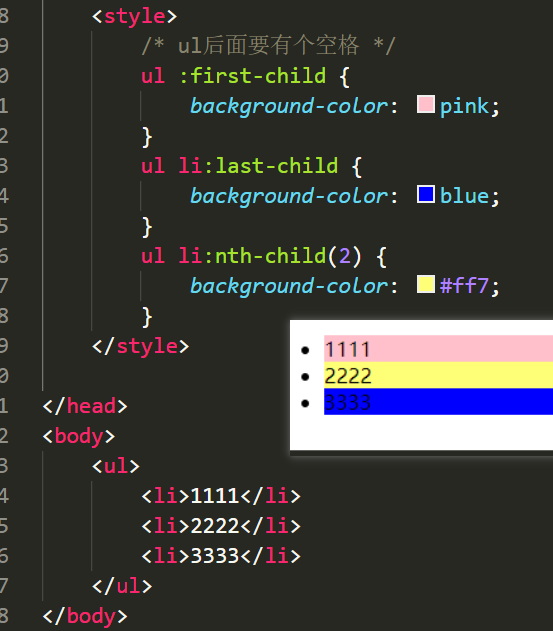 8 <style>
9 /* ul后面要有个空格 */
0 ul :first-child {
1 background-color: pink;
2 }
3 ul li:last-child {
4 background-color: blue;
5 }
6 ul li:nth-child(2) {
7 background-color: #ff7;
8 }
9 </style>
0
1 </head>
2 <body>
3 <ul>
4 <li>1111</li>
5 <li>2222</li>
6 <li>3333</li>
7 </ul>
8 </body>
1111
2222
3333